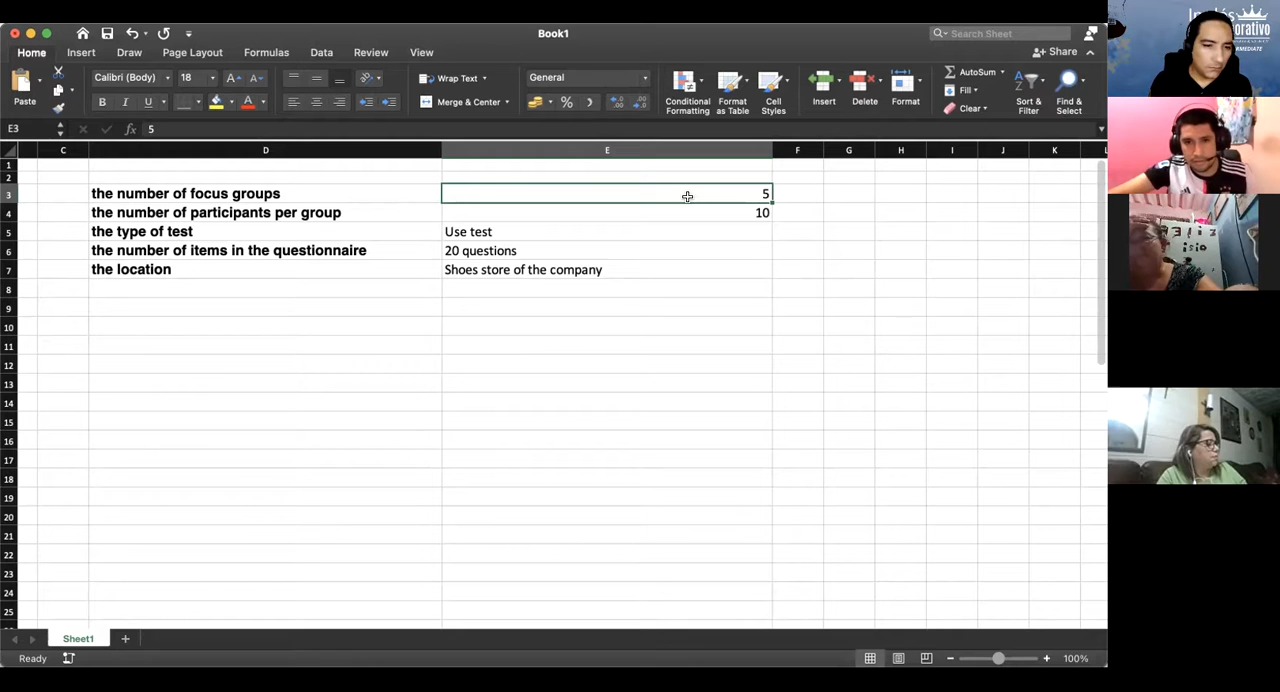 Book1
Search Sheet
Home Insert Draw Page Layout Formulas Data Review View
Share
Paste
Calibri (Body) 18
B I U
Wrap Text
Merge & Center
General
Conditional Formatting
Format as Table
Cell Styles
Insert
Delete
Format
AutoSum
Fill
Clear
Sort & Filter
Find & Select
E3 fx 5
C D E F G H I J K L
1
2
3 the number of focus groups 5
4 the number of participants per group 10
5 the type of test Use test
6 the number of items in the questionnaire 20 questions
7 the location Shoes store of the company
8
9
10
11
12
13
14
15
16
17
18
19
20
21
22
23
24
25
Sheet1
Ready
100%